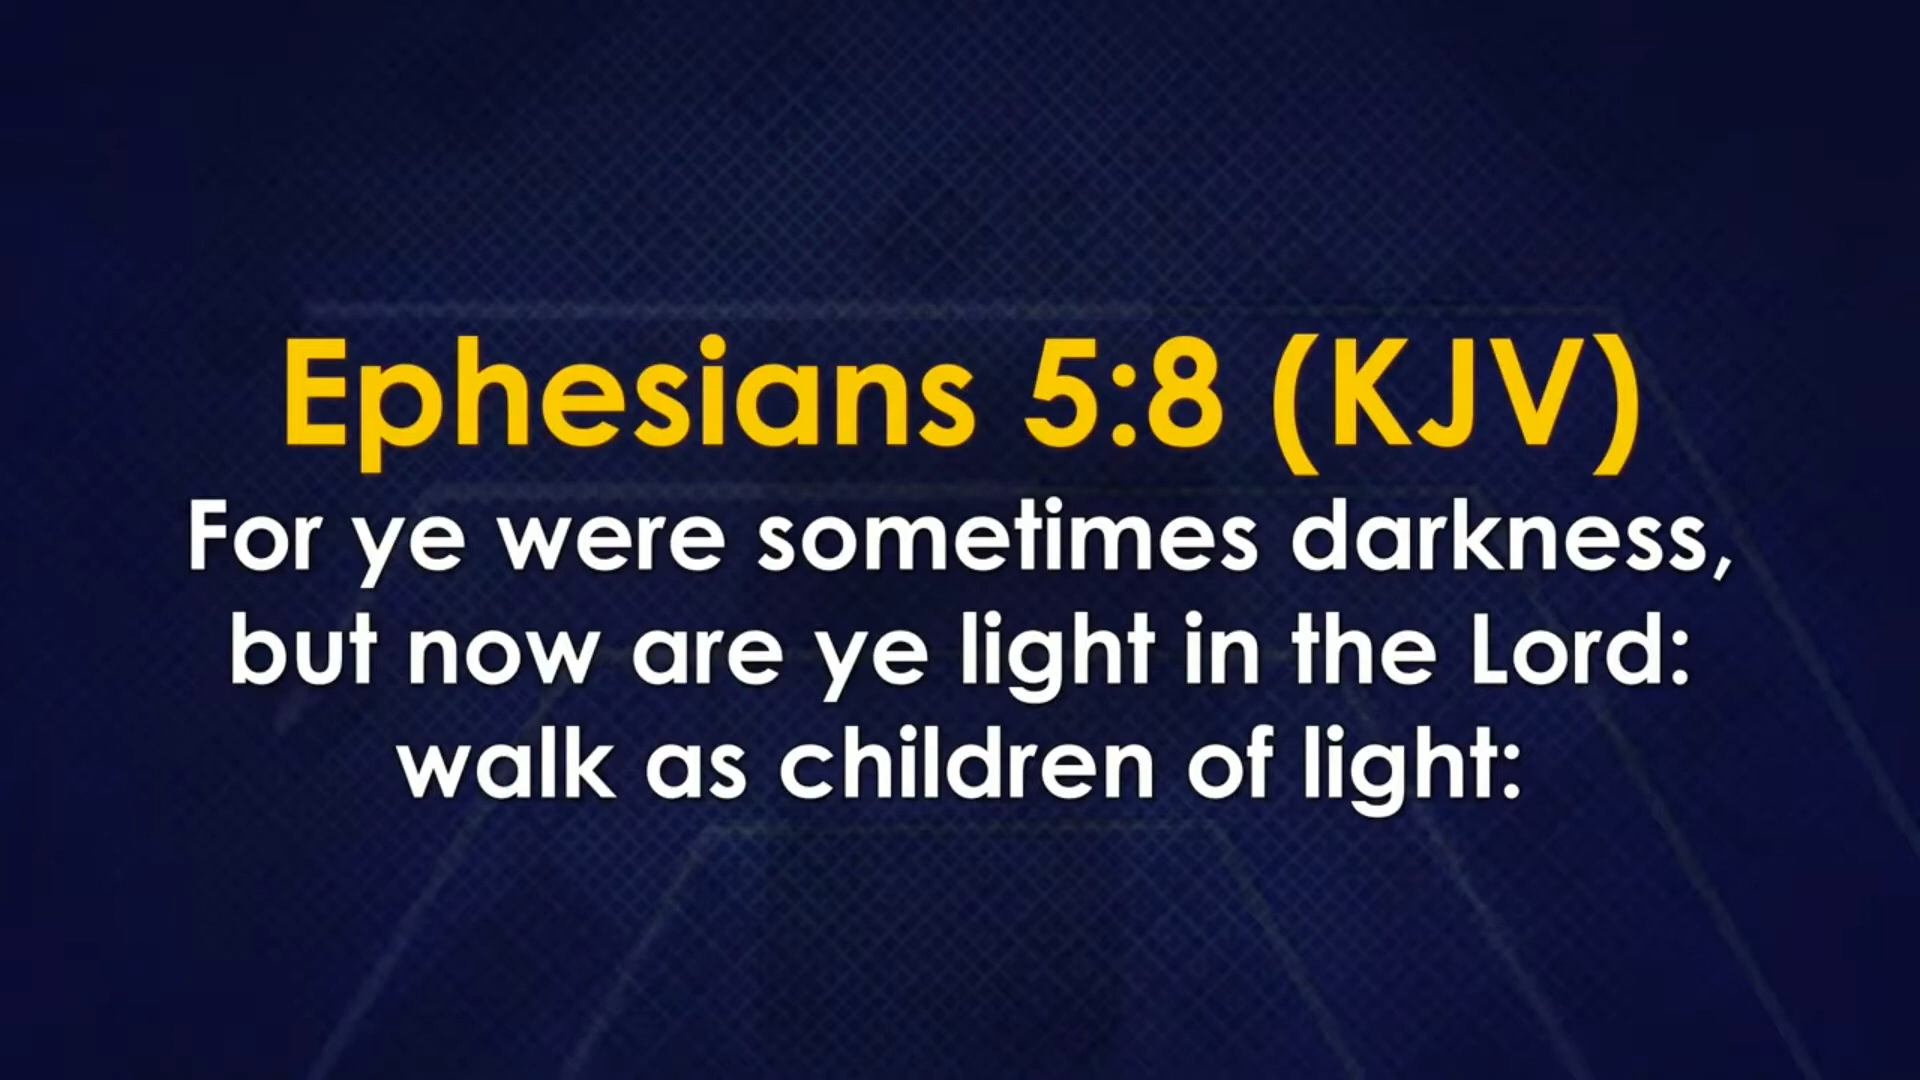 Ephesians 5:8 (KJV)
For ye were sometimes darkness,
but now are ye light in the Lord:
walk as children of light: